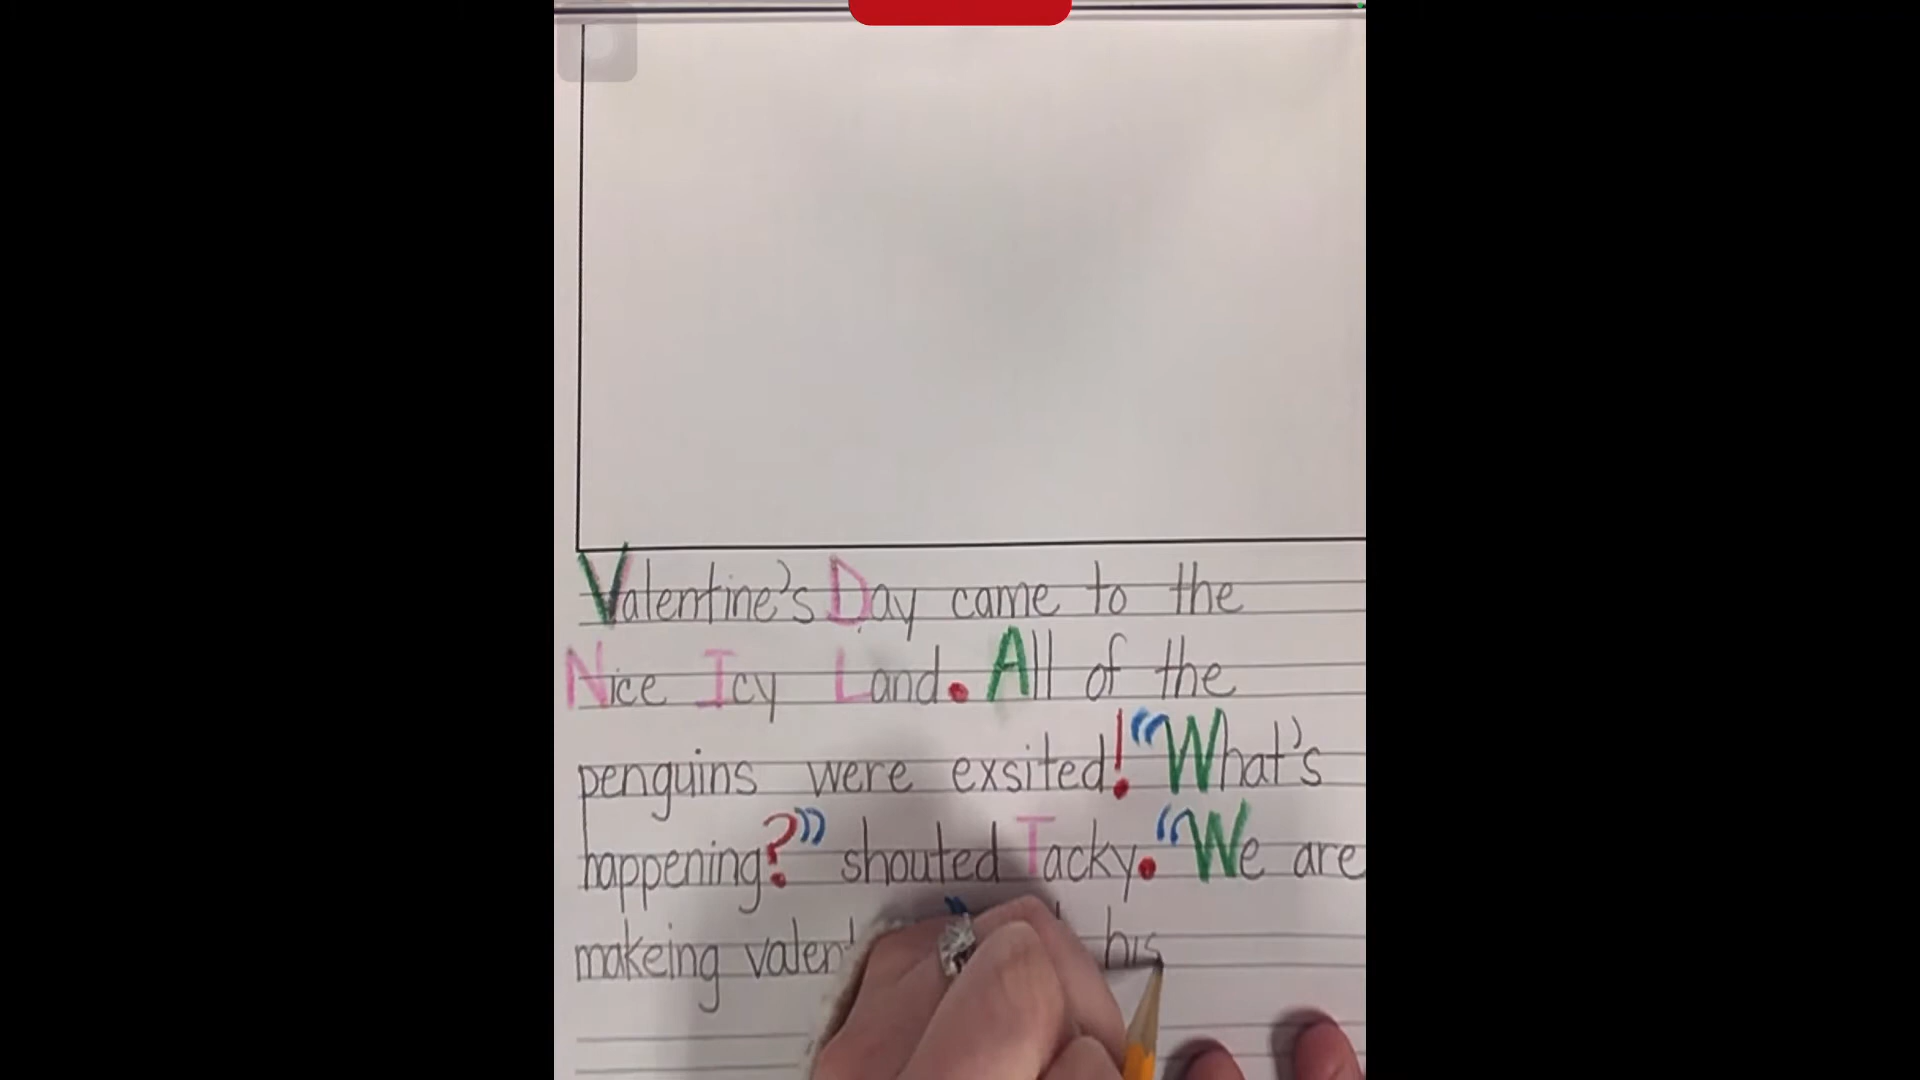 Valentine's Day came to the
Nice Icy Land. All of the
penguins were exsited! "What's
happening?" shouted Tacky. "We are
makeing his